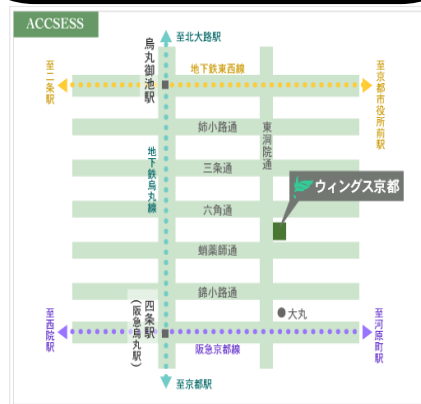 ACCSESS
至北大路駅
烏丸御池駅
地下鉄東西線
至二条駅
至京都市役所前駅
姉小路通
東洞院通
地下鉄烏丸線
三条通
ウィングス京都
六角通
蛸薬師通
錦小路通
四条駅
(阪急烏丸駅)
大丸
至西院駅
至河原町駅
阪急京都線
至京都駅